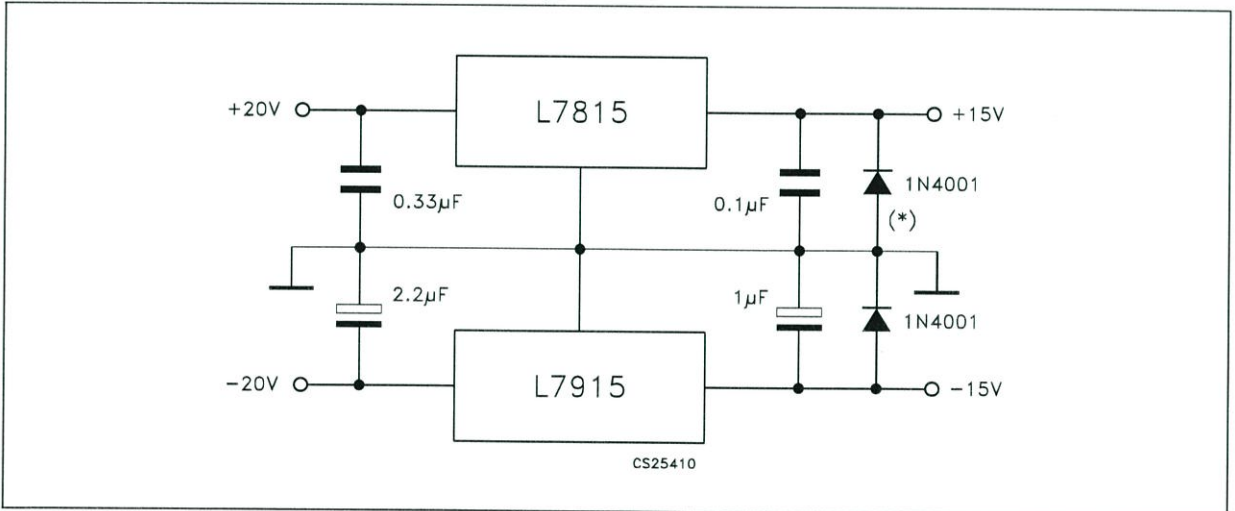 L7815
+20V
+15V
1N4001
0.33µF
0.1µF
(*)
2.2µF
1µF
1N4001
L7915
-20V
-15V
CS25410